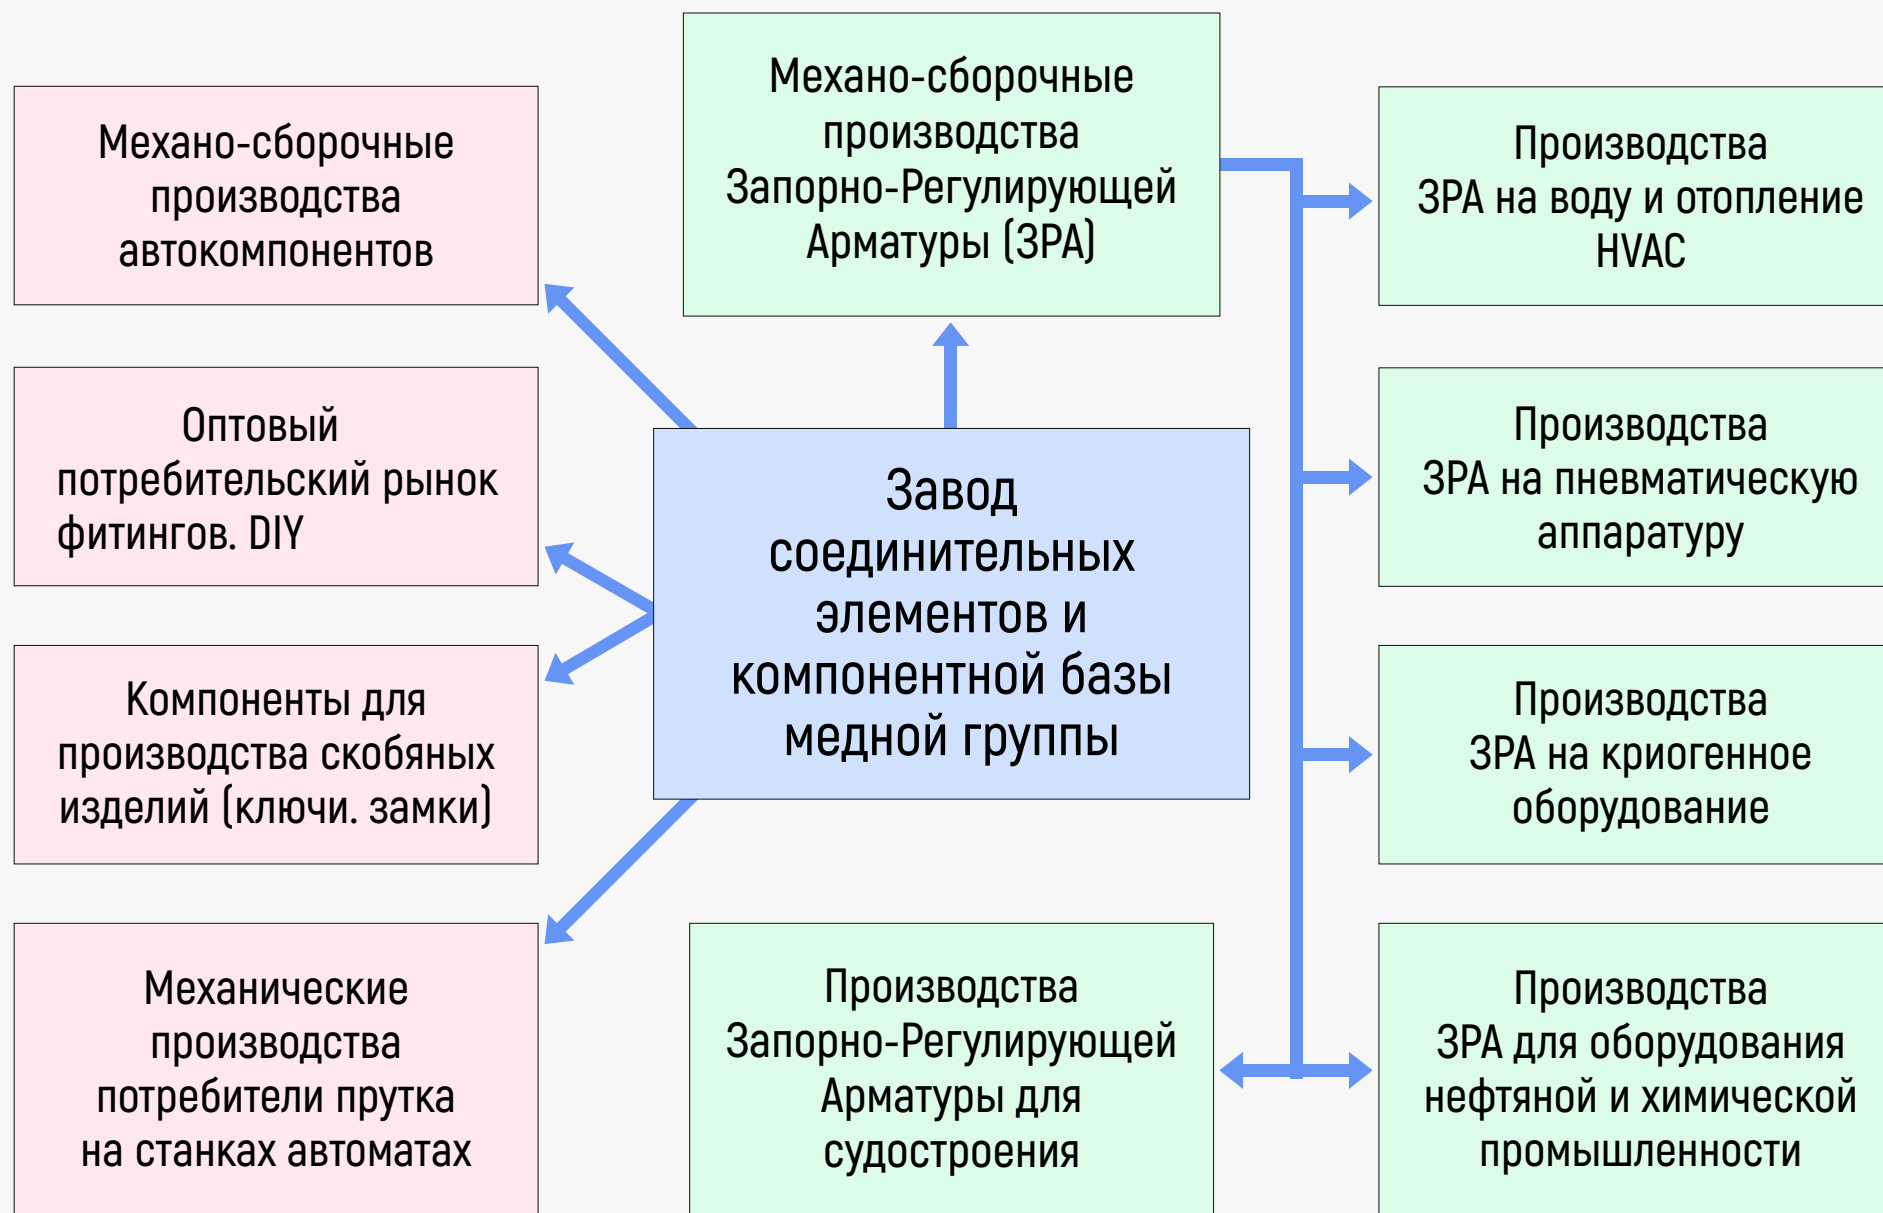 Механо-сборочные
производства
автокомпонентов
Оптовый
потребительский рынок
фитингов. DIY
Компоненты для
производства скобяных
изделий (ключи. замки)
Механические
производства
потребители прутка
на станках автоматах
Механо-сборочные
производства
Запорно-Регулирующей
Арматуры (ЗРА)
Завод
соединительных
элементов и
компонентной базы
медной группы
Производства
Запорно-Регулирующей
Арматуры для
судостроения
Производства
ЗРА на воду и отопление
HVAC
Производства
ЗРА на пневматическую
аппаратуру
Производства
ЗРА на криогенное
оборудование
Производства
ЗРА для оборудования
нефтяной и химической
промышленности